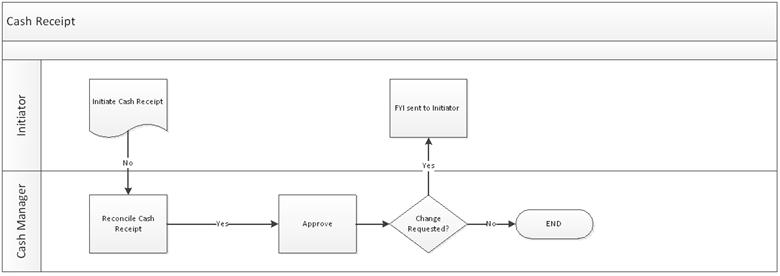 Cash Receipt
Initiator
Initiate Cash Receipt
FYI sent to Initiator
No
Yes
Cash Manager
Reconcile Cash
Receipt
Yes
Approve
Change
Requested?
No
END